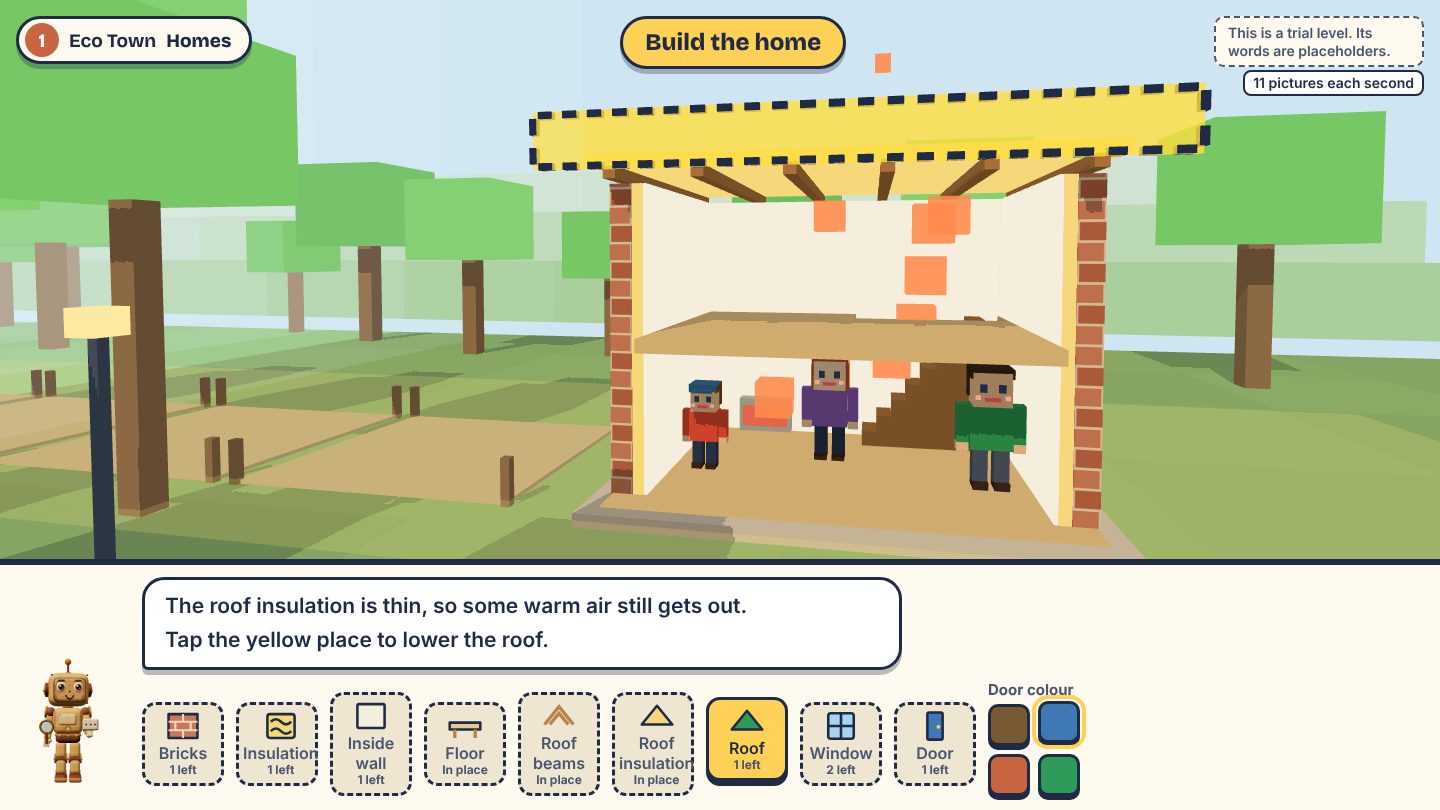 1 Eco Town Homes
Build the home
This is a trial level. Its
words are placeholders.
11 pictures each second
The roof insulation is thin, so some warm air still gets out.
Tap the yellow place to lower the roof.
Door colour
Bricks
1 left
Insulation
1 left
Inside
wall
1 left
Floor
In place
Roof
beams
In place
Roof
insulation
In place
Roof
1 left
Window
2 left
Door
1 left